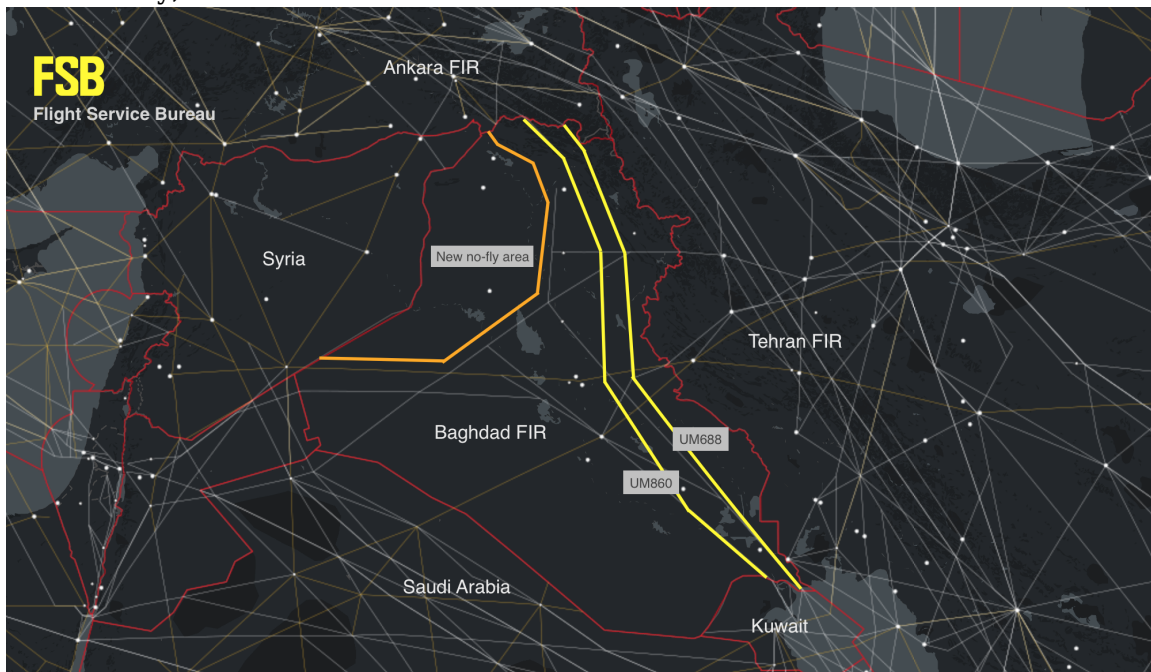 FSB
Flight Service Bureau
Ankara FIR
Syria
New no-fly area
Tehran FIR
Baghdad FIR
UM688
UM860
Saudi Arabia
Kuwait